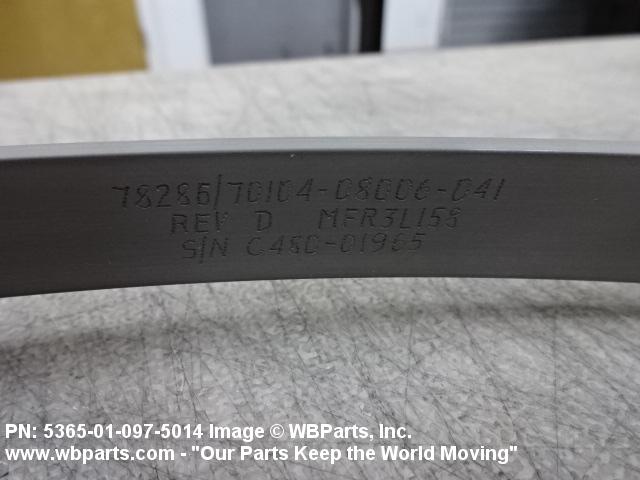 78286/70104-08006-041
REV D MFR3L158
S/N C480-01965
PN: 5365-01-097-5014 Image © WBParts, Inc.
www.wbparts.com - "Our Parts Keep the World Moving"